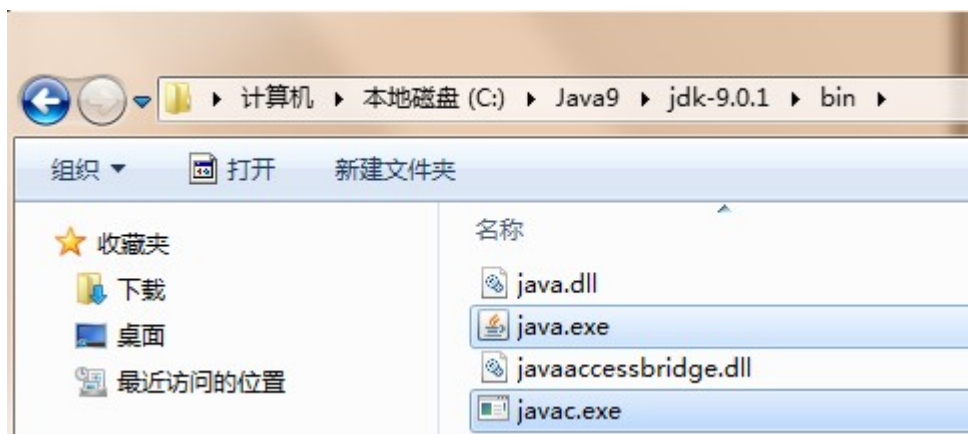 计算机 ▸ 本地磁盘 (C:) ▸ Java9 ▸ jdk-9.0.1 ▸ bin ▸
组织 打开 新建文件夹
收藏夹
下载
桌面
最近访问的位置
名称
java.dll
java.exe
javaaccessbridge.dll
javac.exe